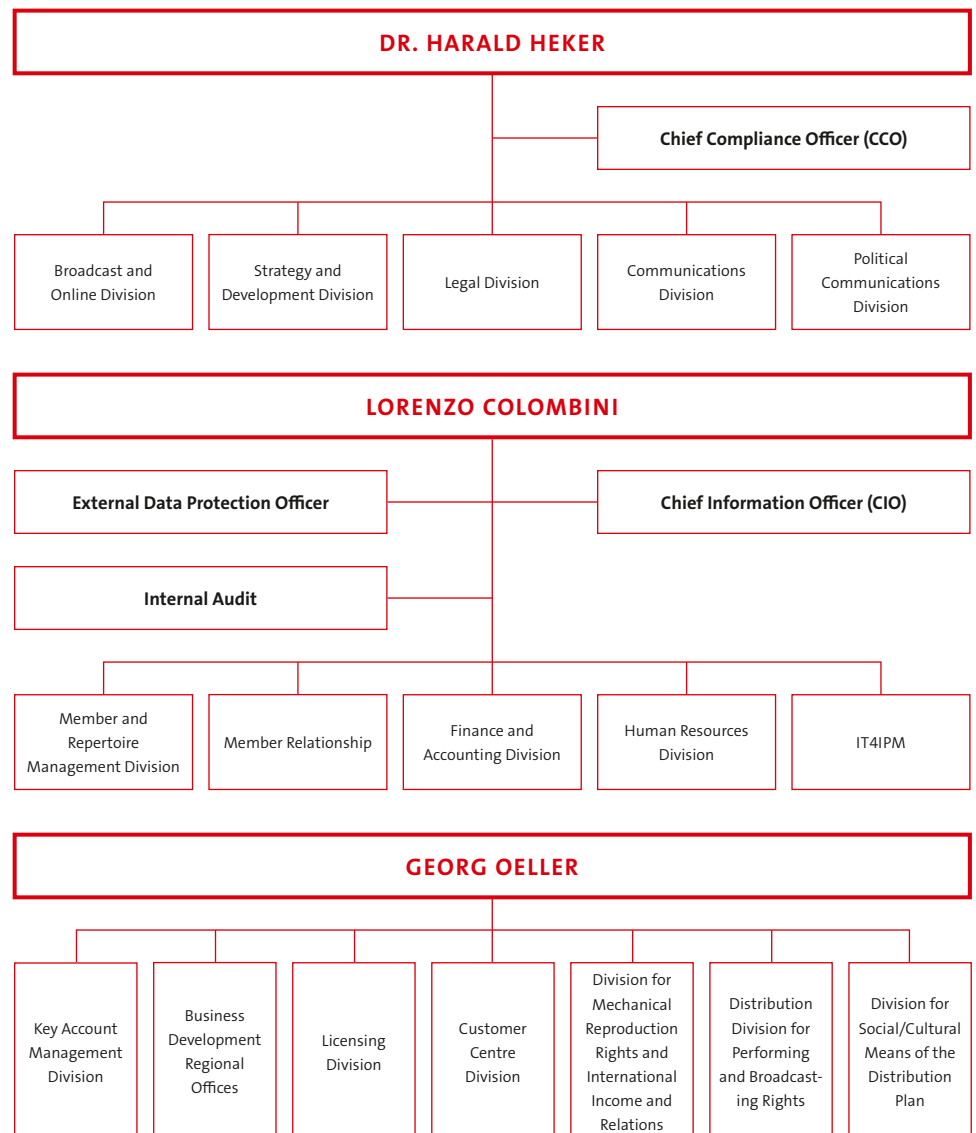 DR. HARALD HEKER
Chief Compliance Officer (CCO)
Broadcast and
Online Division
Strategy and
Development Division
Legal Division
Communications
Division
Political
Communications
Division
LORENZO COLOMBINI
External Data Protection Officer
Chief Information Officer (CIO)
Internal Audit
Member and
Repertoire
Management Division
Member Relationship
Finance and
Accounting Division
Human Resources
Division
IT4IPM
GEORG OELLER
Key Account
Management
Division
Business
Development
Regional
Offices
Licensing
Division
Customer
Centre
Division
Division for
Mechanical
Reproduction
Rights and
International
Income and
Relations
Distribution
Division for
Performing
and Broadcast-
ing Rights
Division for
Social/Cultural
Means of the
Distribution
Plan